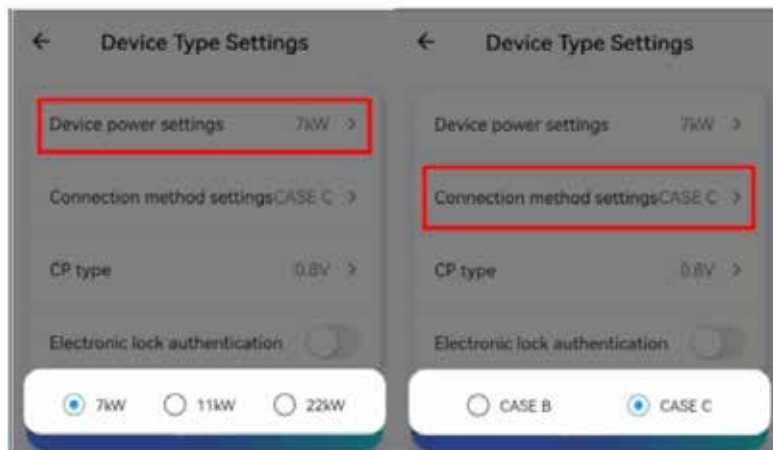 Device Type Settings
Device power settings 7kW
Connection method settings CASE C
CP type 0.8V
Electronic lock authentication
7kW 11kW 22kW
Device Type Settings
Device power settings 7kW
Connection method settings CASE C
CP type 0.8V
Electronic lock authentication
CASE B CASE C